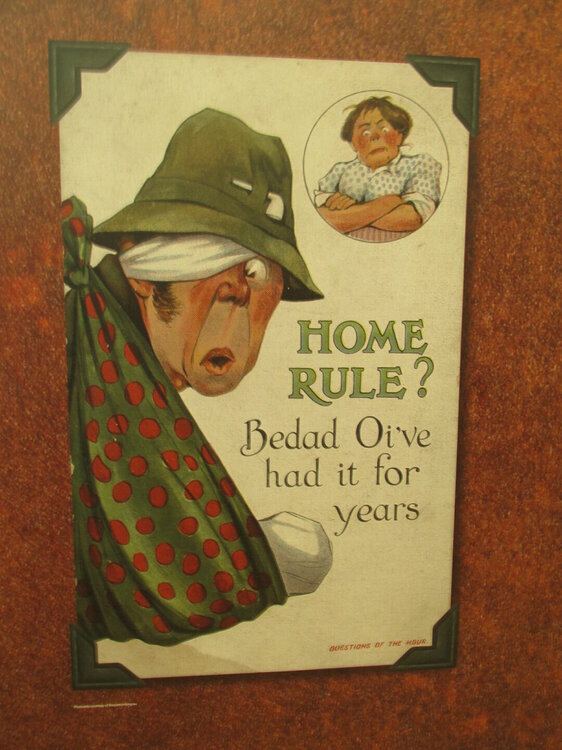 HOME
RULE?
Bedad Oi've
had it for
years
QUESTIONS OF THE HOUR